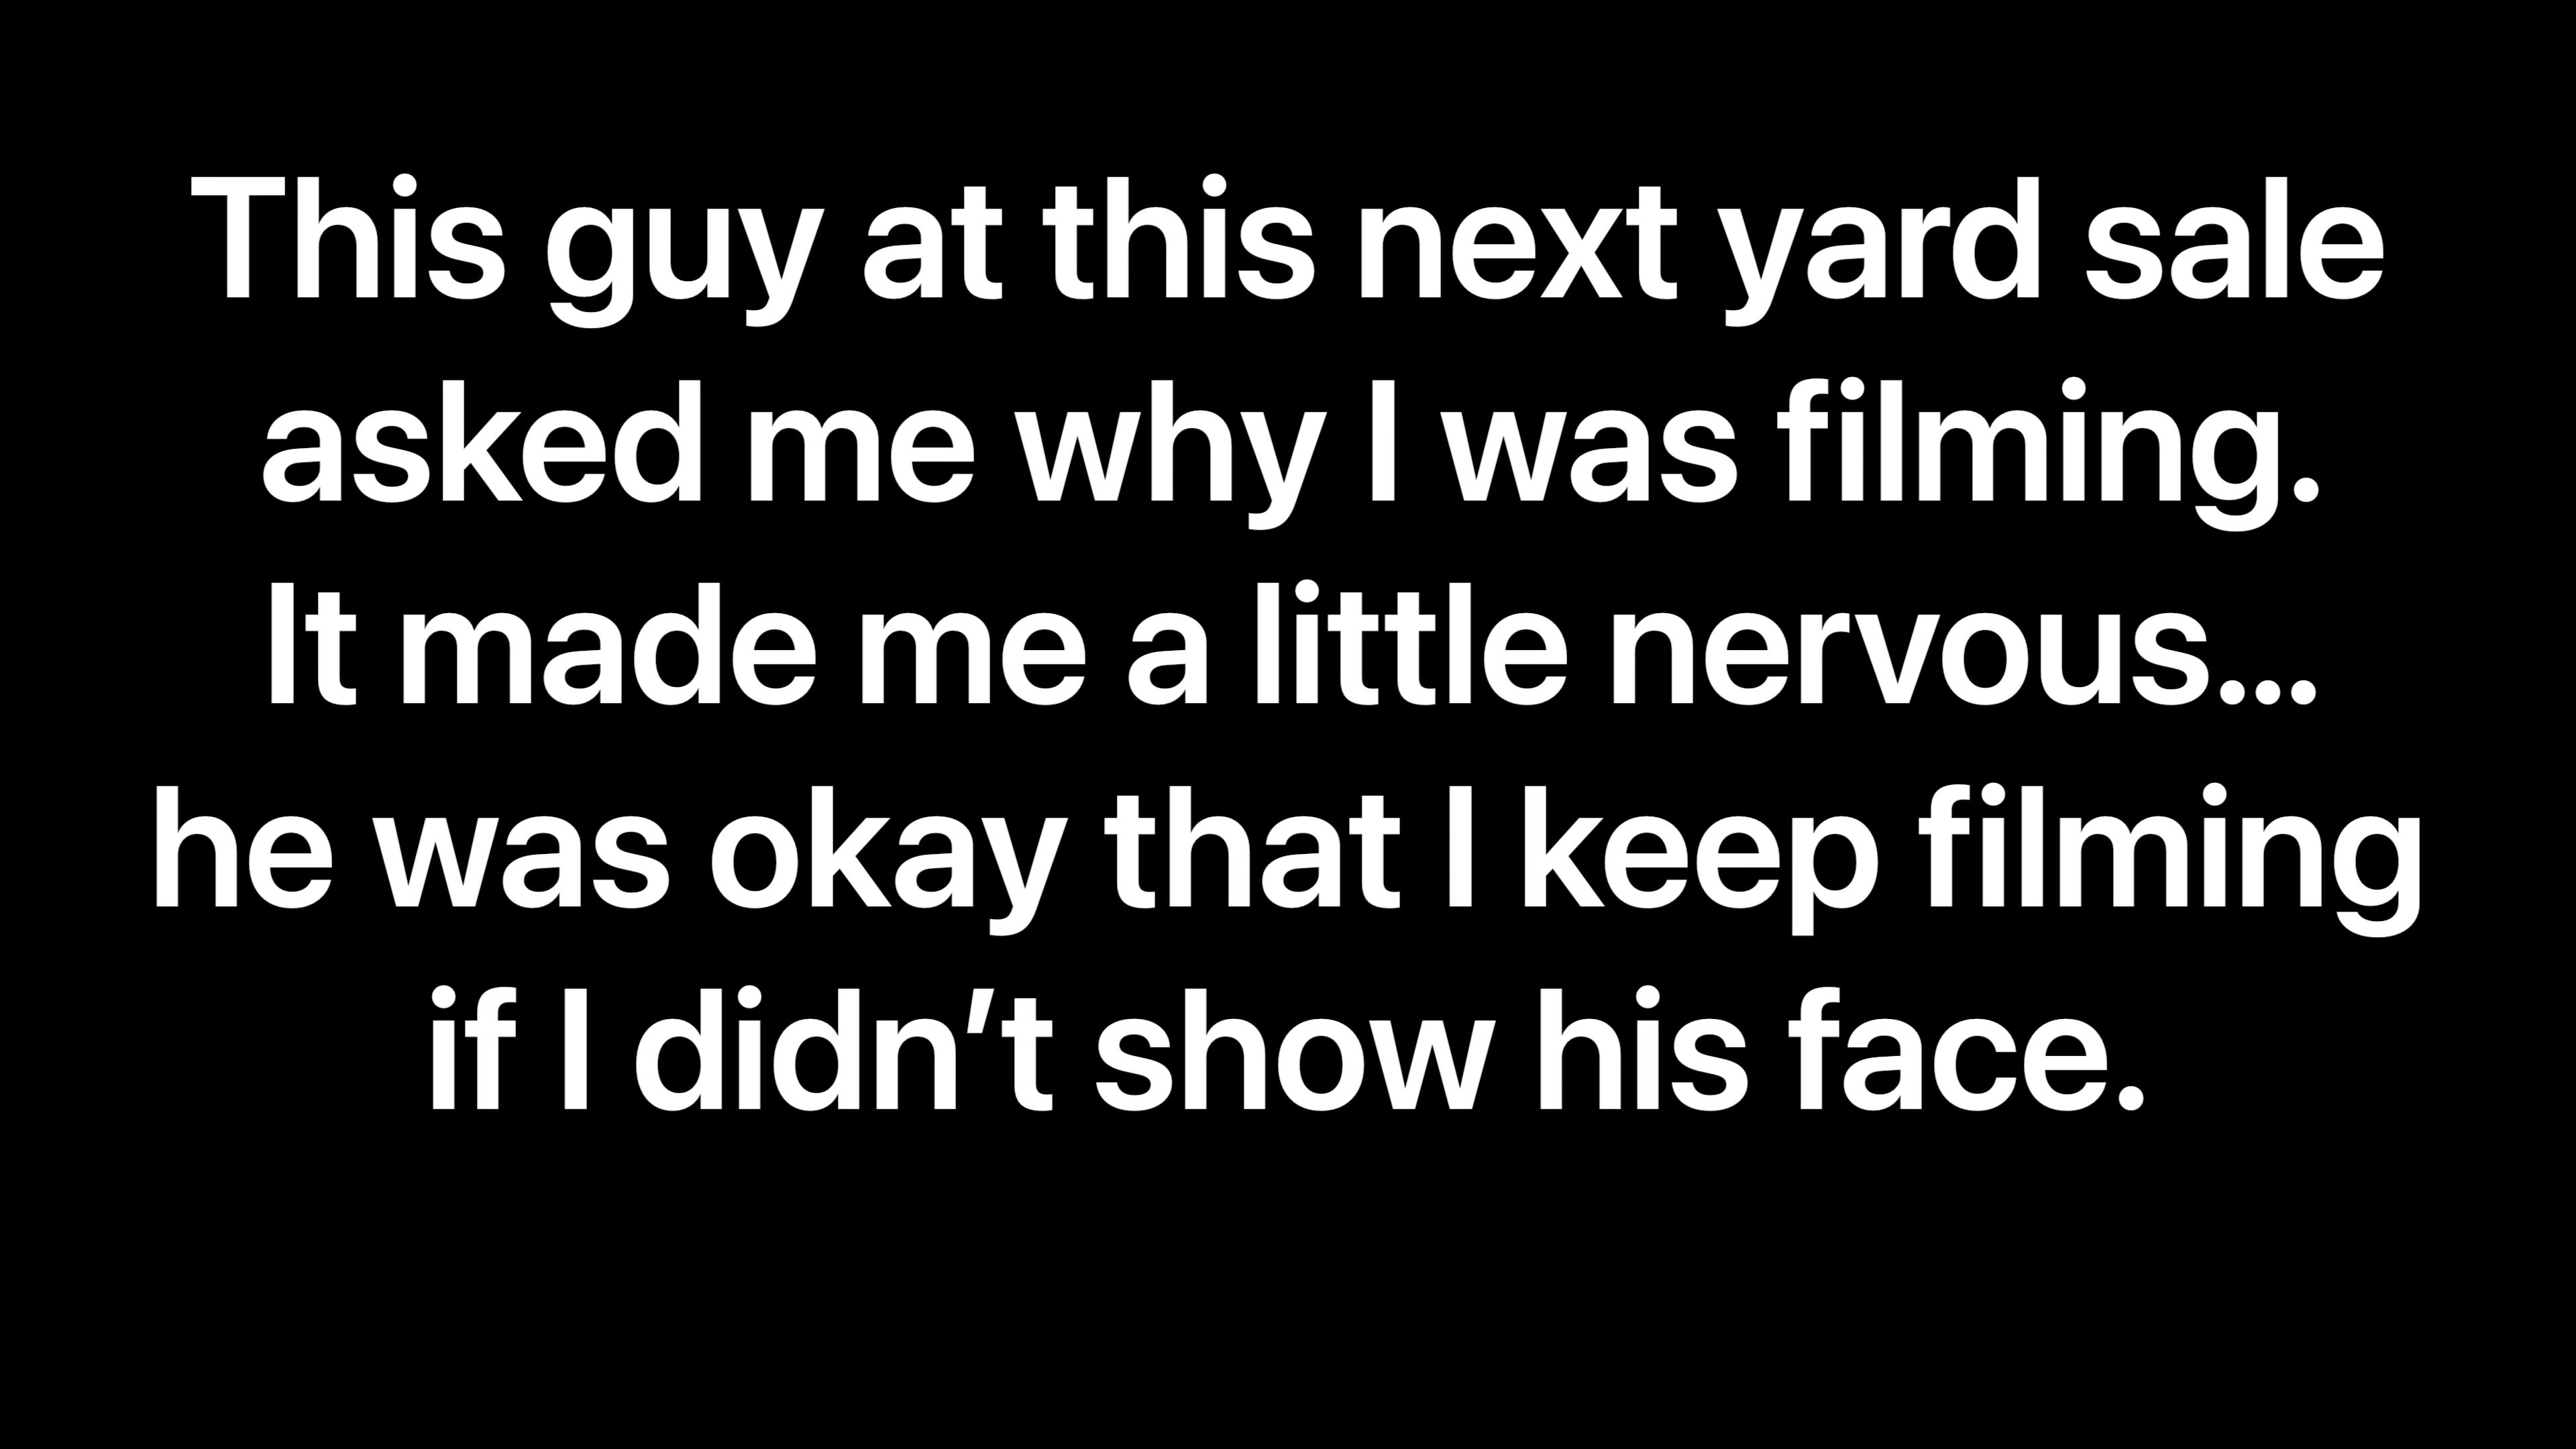 This guy at this next yard sale
asked me why I was filming.
It made me a little nervous...
he was okay that I keep filming
if I didn't show his face.